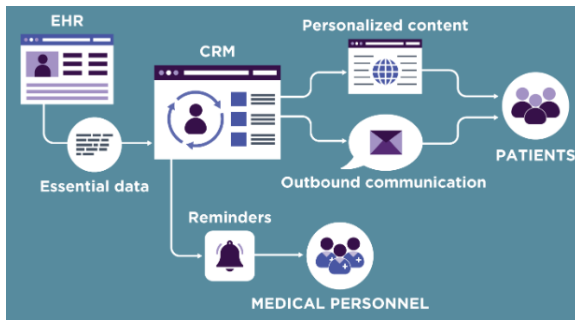 EHR
Personalized content
CRM
Essential data
PATIENTS
Outbound communication
Reminders
MEDICAL PERSONNEL